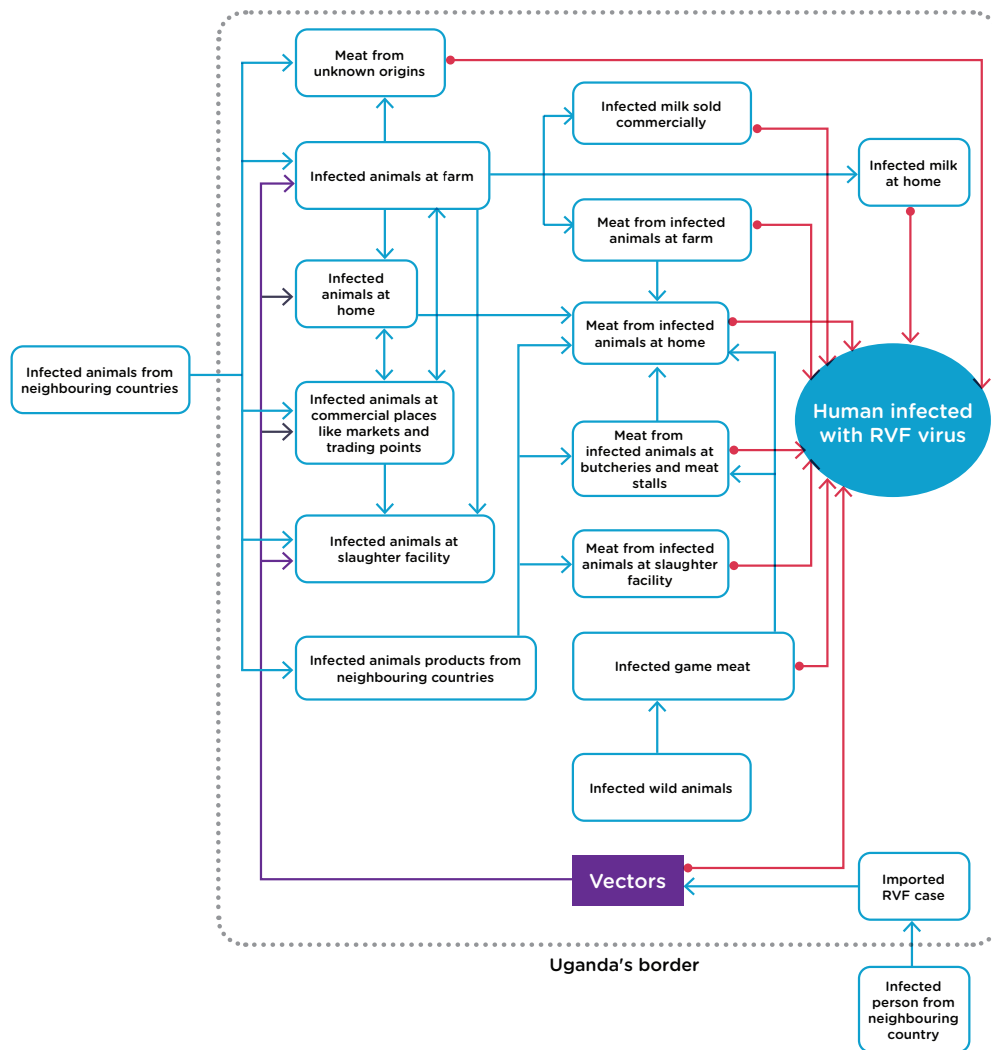 Meat from
unknown origins
Infected milk sold
commercially
Infected animals at farm
Infected milk
at home
Meat from infected
animals at farm
Infected
animals at
home
Meat from infected
animals at home
Infected animals from
neighbouring countries
Infected animals at
commercial places
like markets and
trading points
Human infected
with RVF virus
Meat from
infected animals at
butcheries and meat
stalls
Infected animals at
slaughter facility
Meat from infected
animals at slaughter
facility
Infected animals products from
neighbouring countries
Infected game meat
Infected wild animals
Vectors
Imported
RVF case
Uganda's border
Infected
person from
neighbouring
country